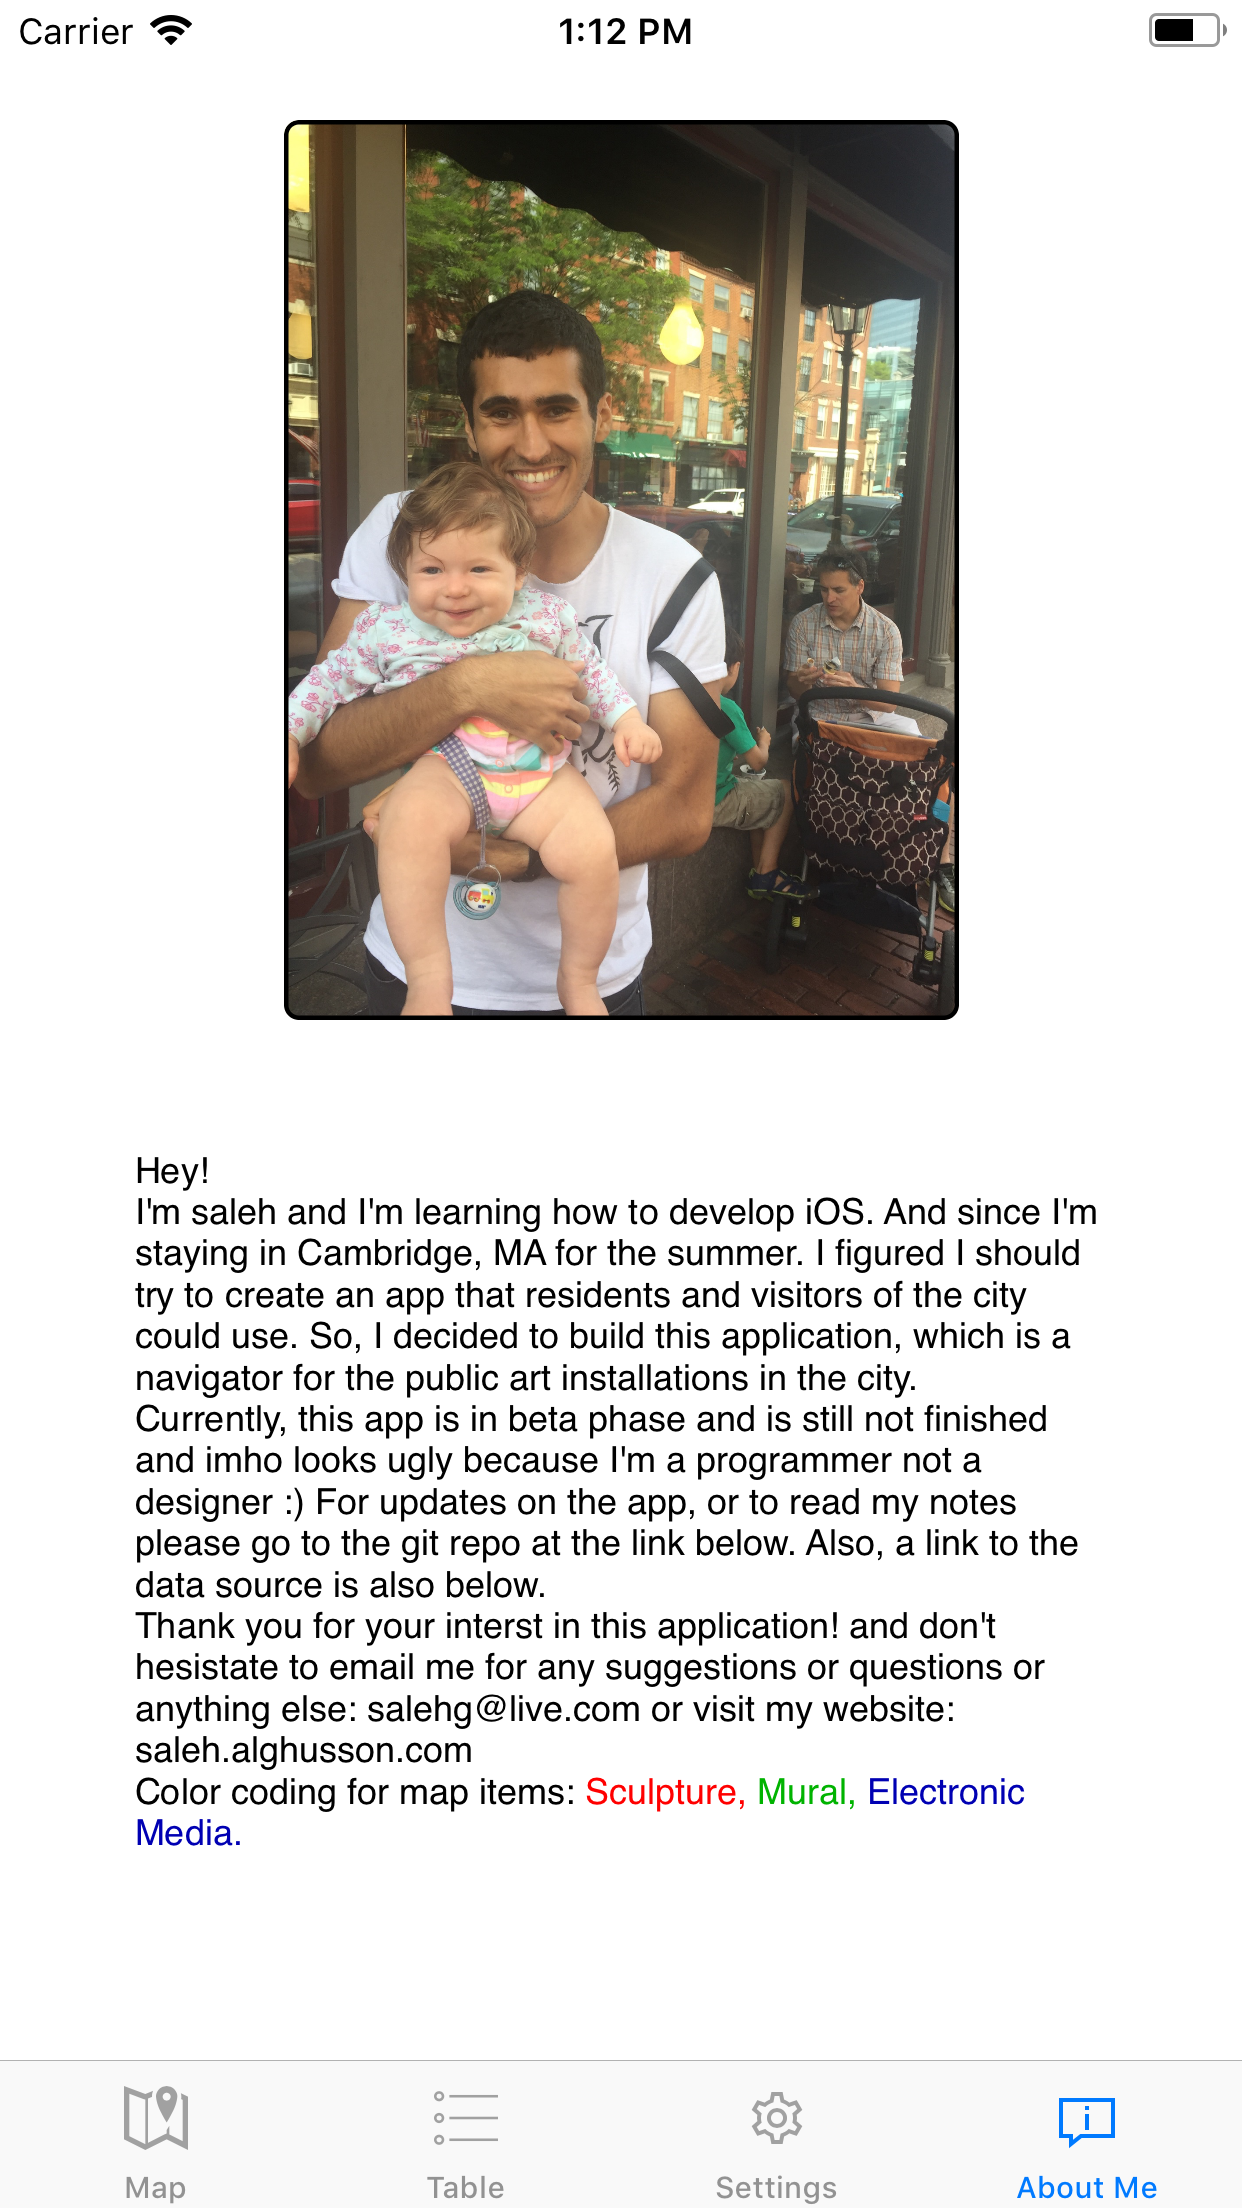 Carrier
1:12 PM
Hey!
I'm saleh and I'm learning how to develop iOS. And since I'm
staying in Cambridge, MA for the summer. I figured I should
try to create an app that residents and visitors of the city
could use. So, I decided to build this application, which is a
navigator for the public art installations in the city.
Currently, this app is in beta phase and is still not finished
and imho looks ugly because I'm a programmer not a
designer :) For updates on the app, or to read my notes
please go to the git repo at the link below. Also, a link to the
data source is also below.
Thank you for your interst in this application! and don't
hesistate to email me for any suggestions or questions or
anything else: salehg@live.com or visit my website:
saleh.alghusson.com
Color coding for map items: Sculpture, Mural, Electronic
Media.
Map
Table
Settings
About Me